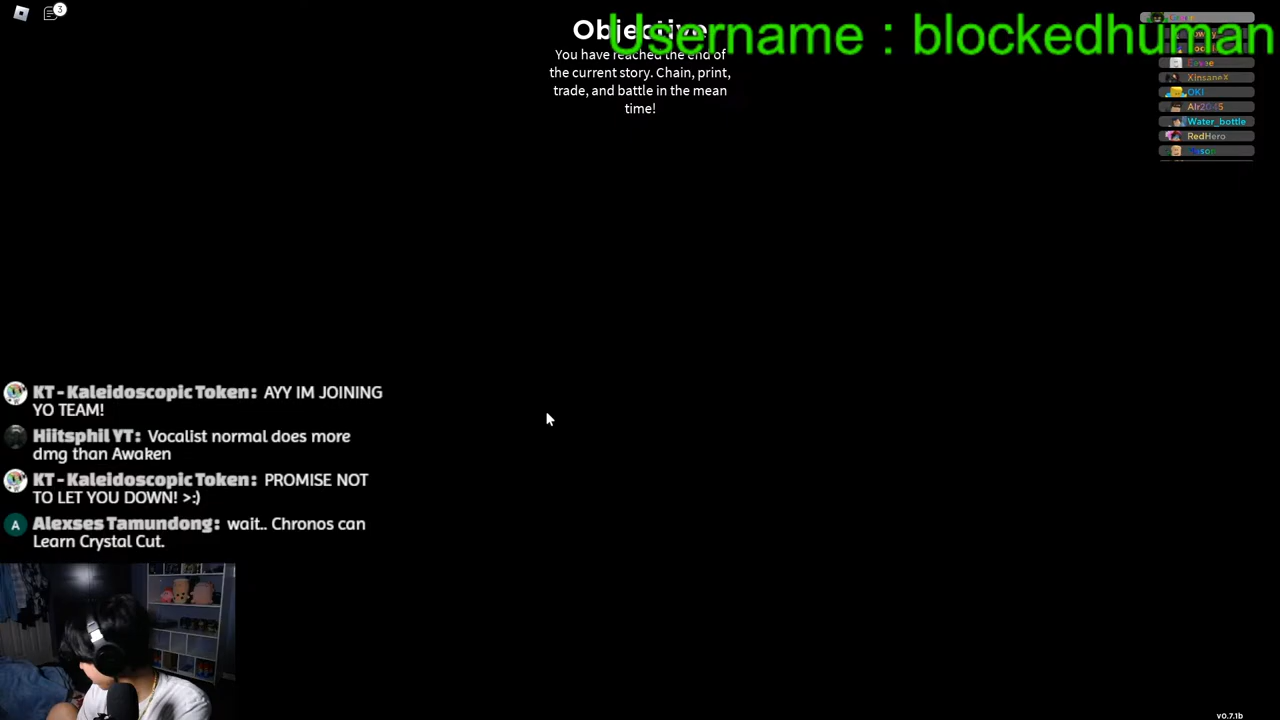 3
Objective
Username : blockedhuman
You have reached the end of
the current story. Chain, print,
trade, and battle in the mean
time!
XinsaneX
OKI
Water_bottle
RedHero
KT - Kaleidoscopic Token : AYY IM JOINING
YO TEAM!
Hiitsphil YT : Vocalist normal does more
dmg than Awaken
KT - Kaleidoscopic Token : PROMISE NOT
TO LET YOU DOWN! >:)
A
Alexses Tamundong : wait.. Chronos can
Learn Crystal Cut.
v0.7.1b